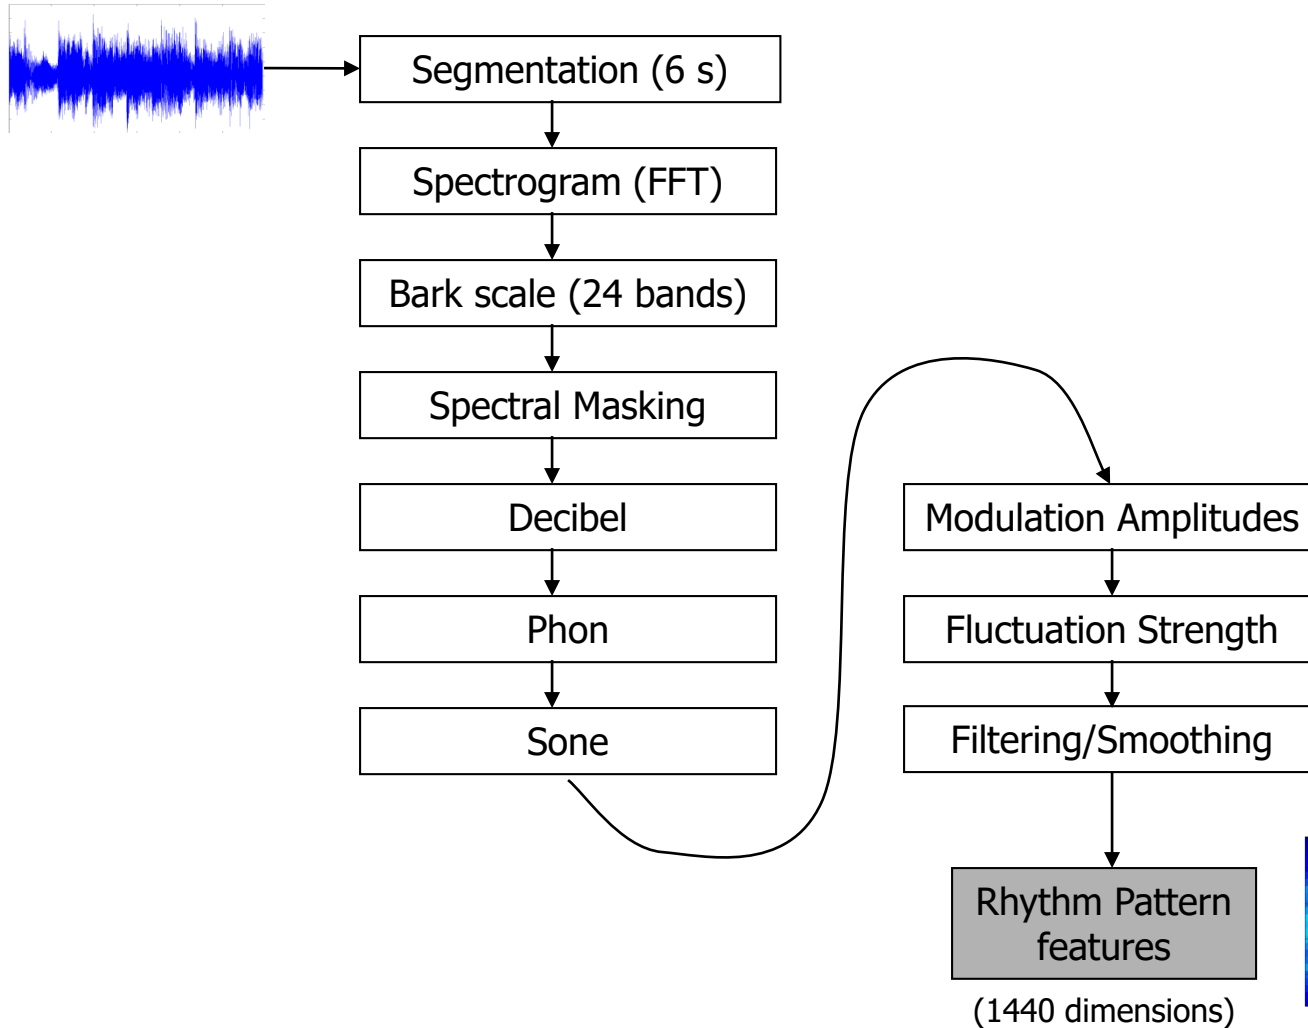 Segmentation (6 s)
Spectrogram (FFT)
Bark scale (24 bands)
Spectral Masking
Decibel
Phon
Sone
Modulation Amplitudes
Fluctuation Strength
Filtering/Smoothing
Rhythm Pattern
features
(1440 dimensions)